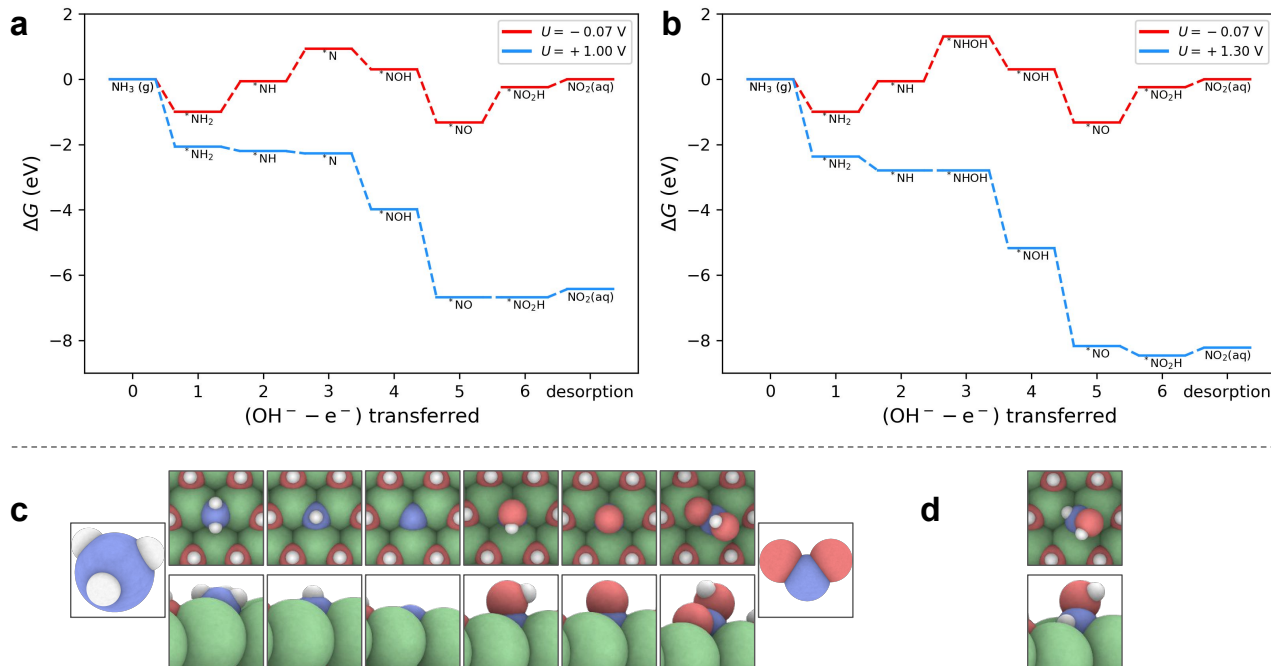 a
U = −0.07 V
U = +1.00 V
2
0
−2
−4
−6
−8
ΔG (eV)
NH₃ (g)
*NH₂
*NH
*N
*NOH
*NO
*NO₂H
NO₂(aq)
*NH₂
*NH
*N
*NOH
*NO
*NO₂H
NO₂(aq)
0 1 2 3 4 5 6 desorption
(OH⁻ − e⁻) transferred
b
U = −0.07 V
U = +1.30 V
2
0
−2
−4
−6
−8
ΔG (eV)
NH₃ (g)
*NH₂
*NH
*NHOH
*NOH
*NO
*NO₂H
NO₂(aq)
*NH₂
*NH
*NHOH
*NOH
*NO
*NO₂H
NO₂(aq)
0 1 2 3 4 5 6 desorption
(OH⁻ − e⁻) transferred
c
d